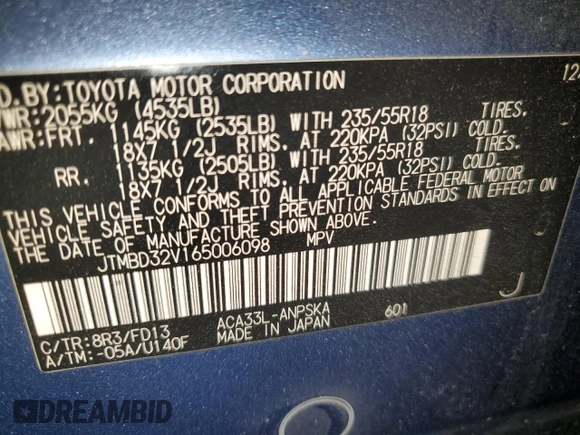 D. BY: TOYOTA MOTOR CORPORATION 12
WR: 2055KG (4535LB)
AWR: FRT. 1145KG (2535LB) WITH 235/55R18 TIRES.
18X7 1/2J RIMS, AT 220KPA (32PSI) COLD.
RR. 1135KG (2505LB) WITH 235/55R18 TIRES.
18X7 1/2J RIMS, AT 220KPA (32PSI) COLD.
THIS VEHICLE CONFORMS TO ALL APPLICABLE FEDERAL MOTOR
VEHICLE SAFETY AND THEFT PREVENTION STANDARDS IN EFFECT ON
THE DATE OF MANUFACTURE SHOWN ABOVE.
JTMBD32V165006098 MPV
J
C/TR: 8R3/FD13 ACA33L-ANPSKA 601
A/TM: -05A/U140F MADE IN JAPAN
DREAMBID